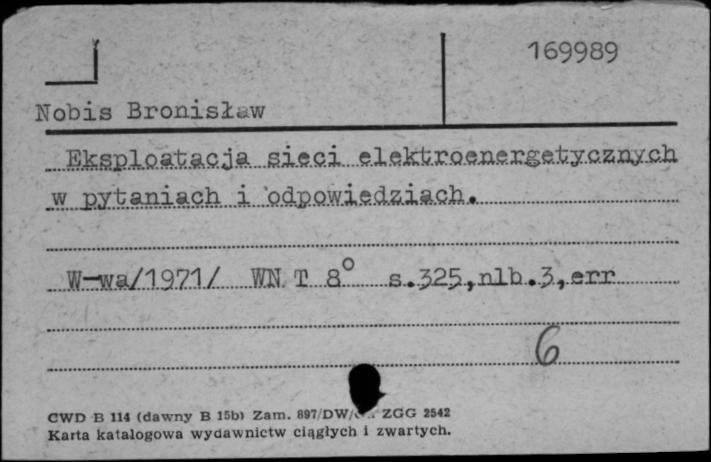 169989
Nobis Bronisław
Eksploatacja sieci elektroenergetycznych
w pytaniach i odpowiedziach.
W-wa/1971/ WN T 8° s.325,nlb.3,err
6
CWD B 114 (dawny B 15b) Zam. 897/DW/ ZGG 2542
Karta katalogowa wydawnictw ciągłych i zwartych.